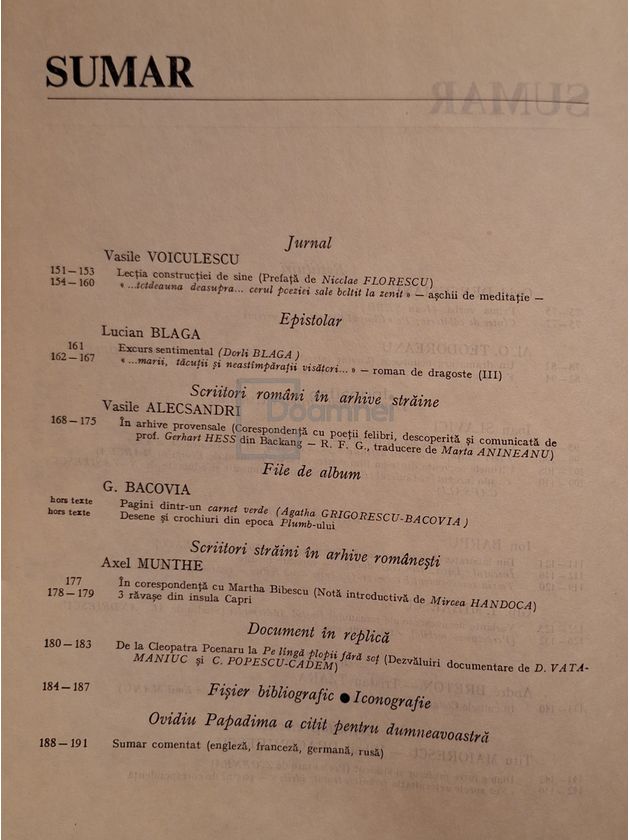 SUMAR
Jurnal
Vasile VOICULESCU
151—153 Lecția construcției de sine (Prefață de Nicclae FLORESCU)
154—160 « ...tctdeauna deasupra... cerul poeziei sale bcltit la zenit » — așchii de meditație —
Epistolar
Lucian BLAGA
161 Excurs sentimental (Dorli BLAGA)
162—167 « ...marii, tăcuții și neastîmpărații visători... » — roman de dragoste (III)
Scriitori români în arhive străine
Vasile ALECSANDRI
168—175 În arhive provensale (Corespondență cu poeții felibri, descoperită și comunicată de
prof. Gerhart HESS din Backang — R. F. G., traducere de Marta ANINEANU)
File de album
G. BACOVIA
hors texte Pagini dintr-un carnet verde (Agatha GRIGORESCU-BACOVIA)
hors texte Desene și crochiuri din epoca Plumb-ului
Scriitori străini în arhive românești
Axel MUNTHE
177 În corespondență cu Martha Bibescu (Notă introductivă de Mircea HANDOCA)
178—179 3 răvașe din insula Capri
Document în replică
180—183 De la Cleopatra Poenaru la Pe lîngă plopii fără soț (Dezvăluiri documentare de D. VATA-
MANIUC și C. POPESCU-CADEM)
184—187 Fișier bibliografic ● Iconografie
Ovidiu Papadima a citit pentru dumneavoastră
188—191 Sumar comentat (engleză, franceză, germană, rusă)